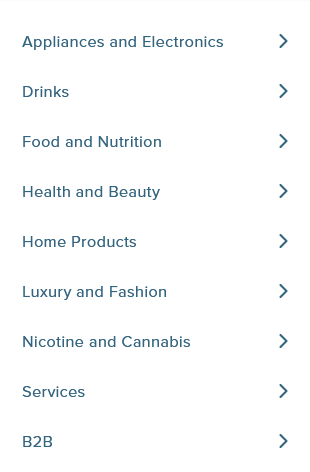 Appliances and Electronics
Drinks
Food and Nutrition
Health and Beauty
Home Products
Luxury and Fashion
Nicotine and Cannabis
Services
B2B